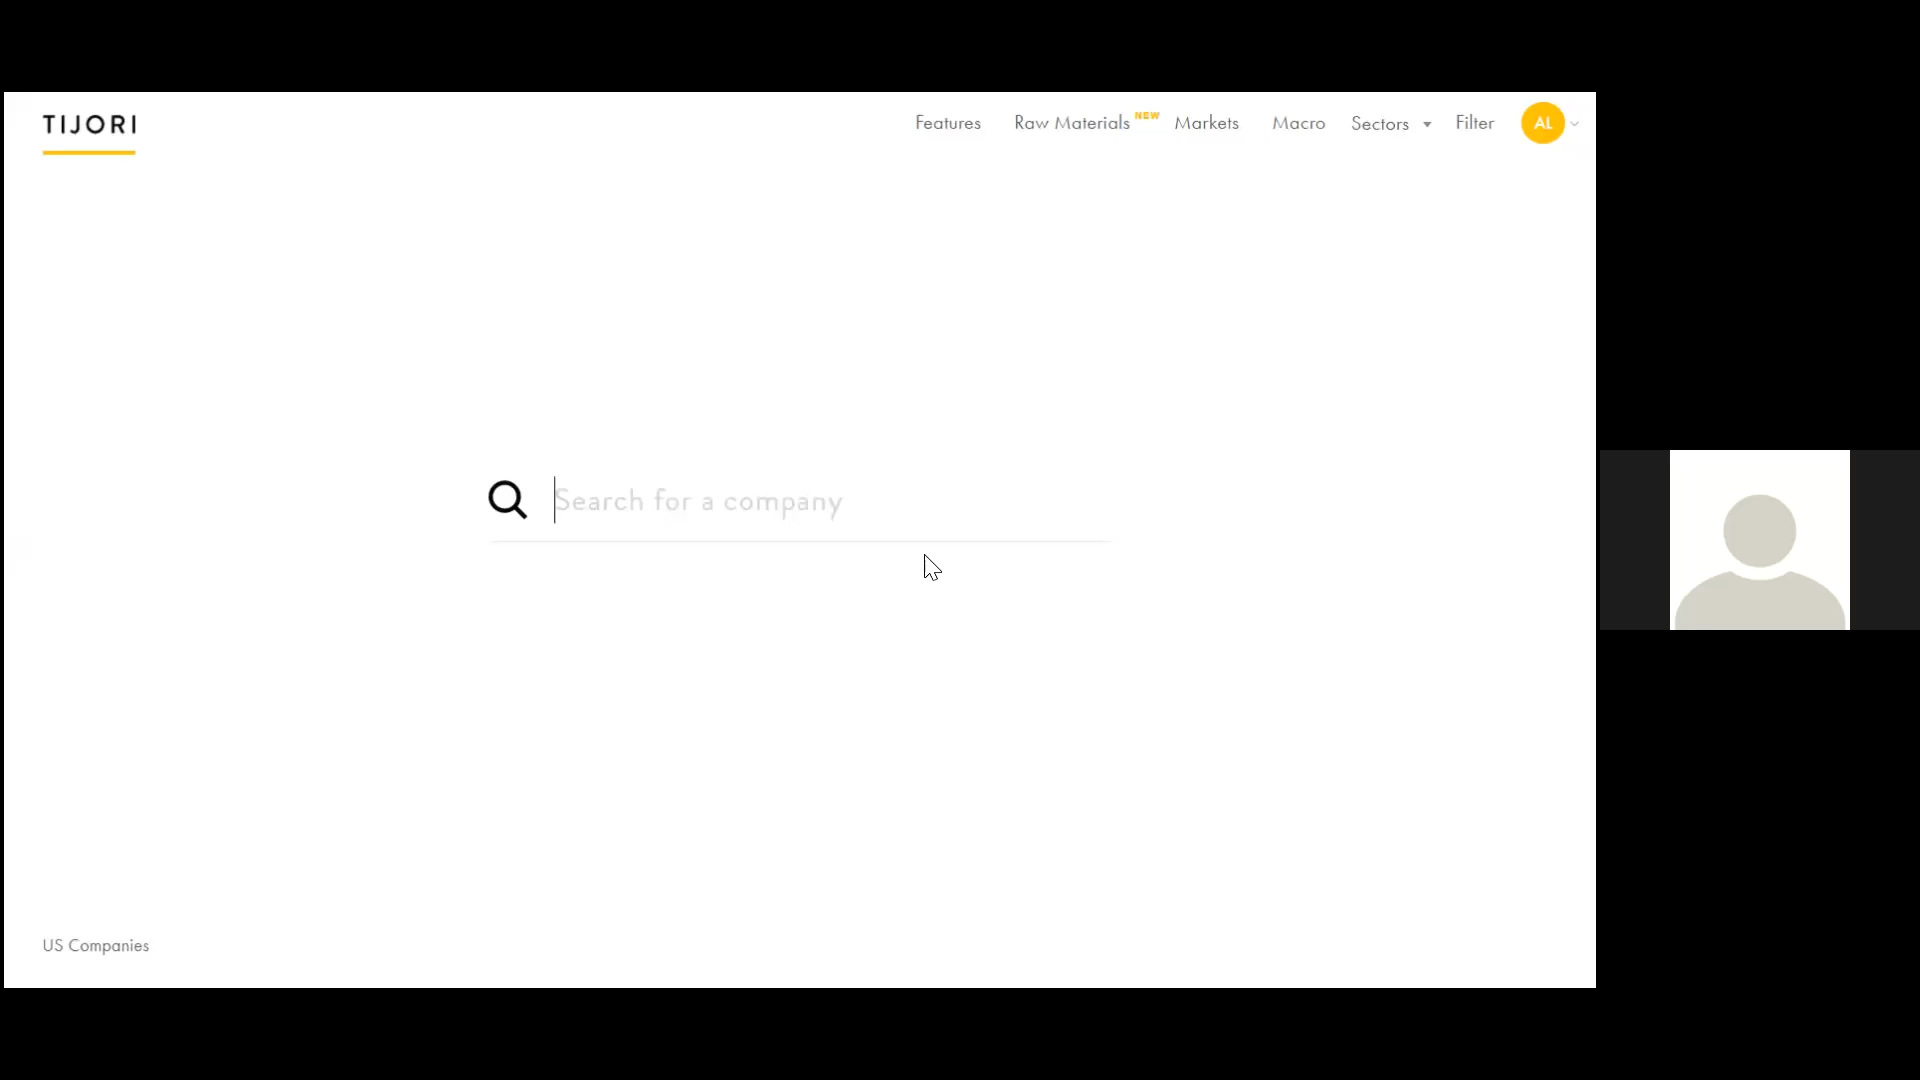 TIJORI
Features
Raw Materials NEW
Markets
Macro
Sectors
Filter
AL
Search for a company
US Companies